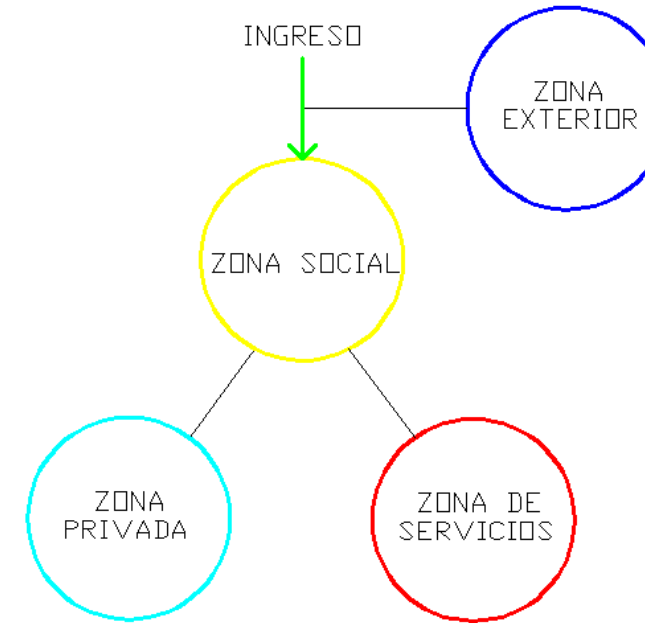 INGRESO
ZONA
EXTERIOR
ZONA SOCIAL
ZONA
PRIVADA
ZONA DE
SERVICIOS